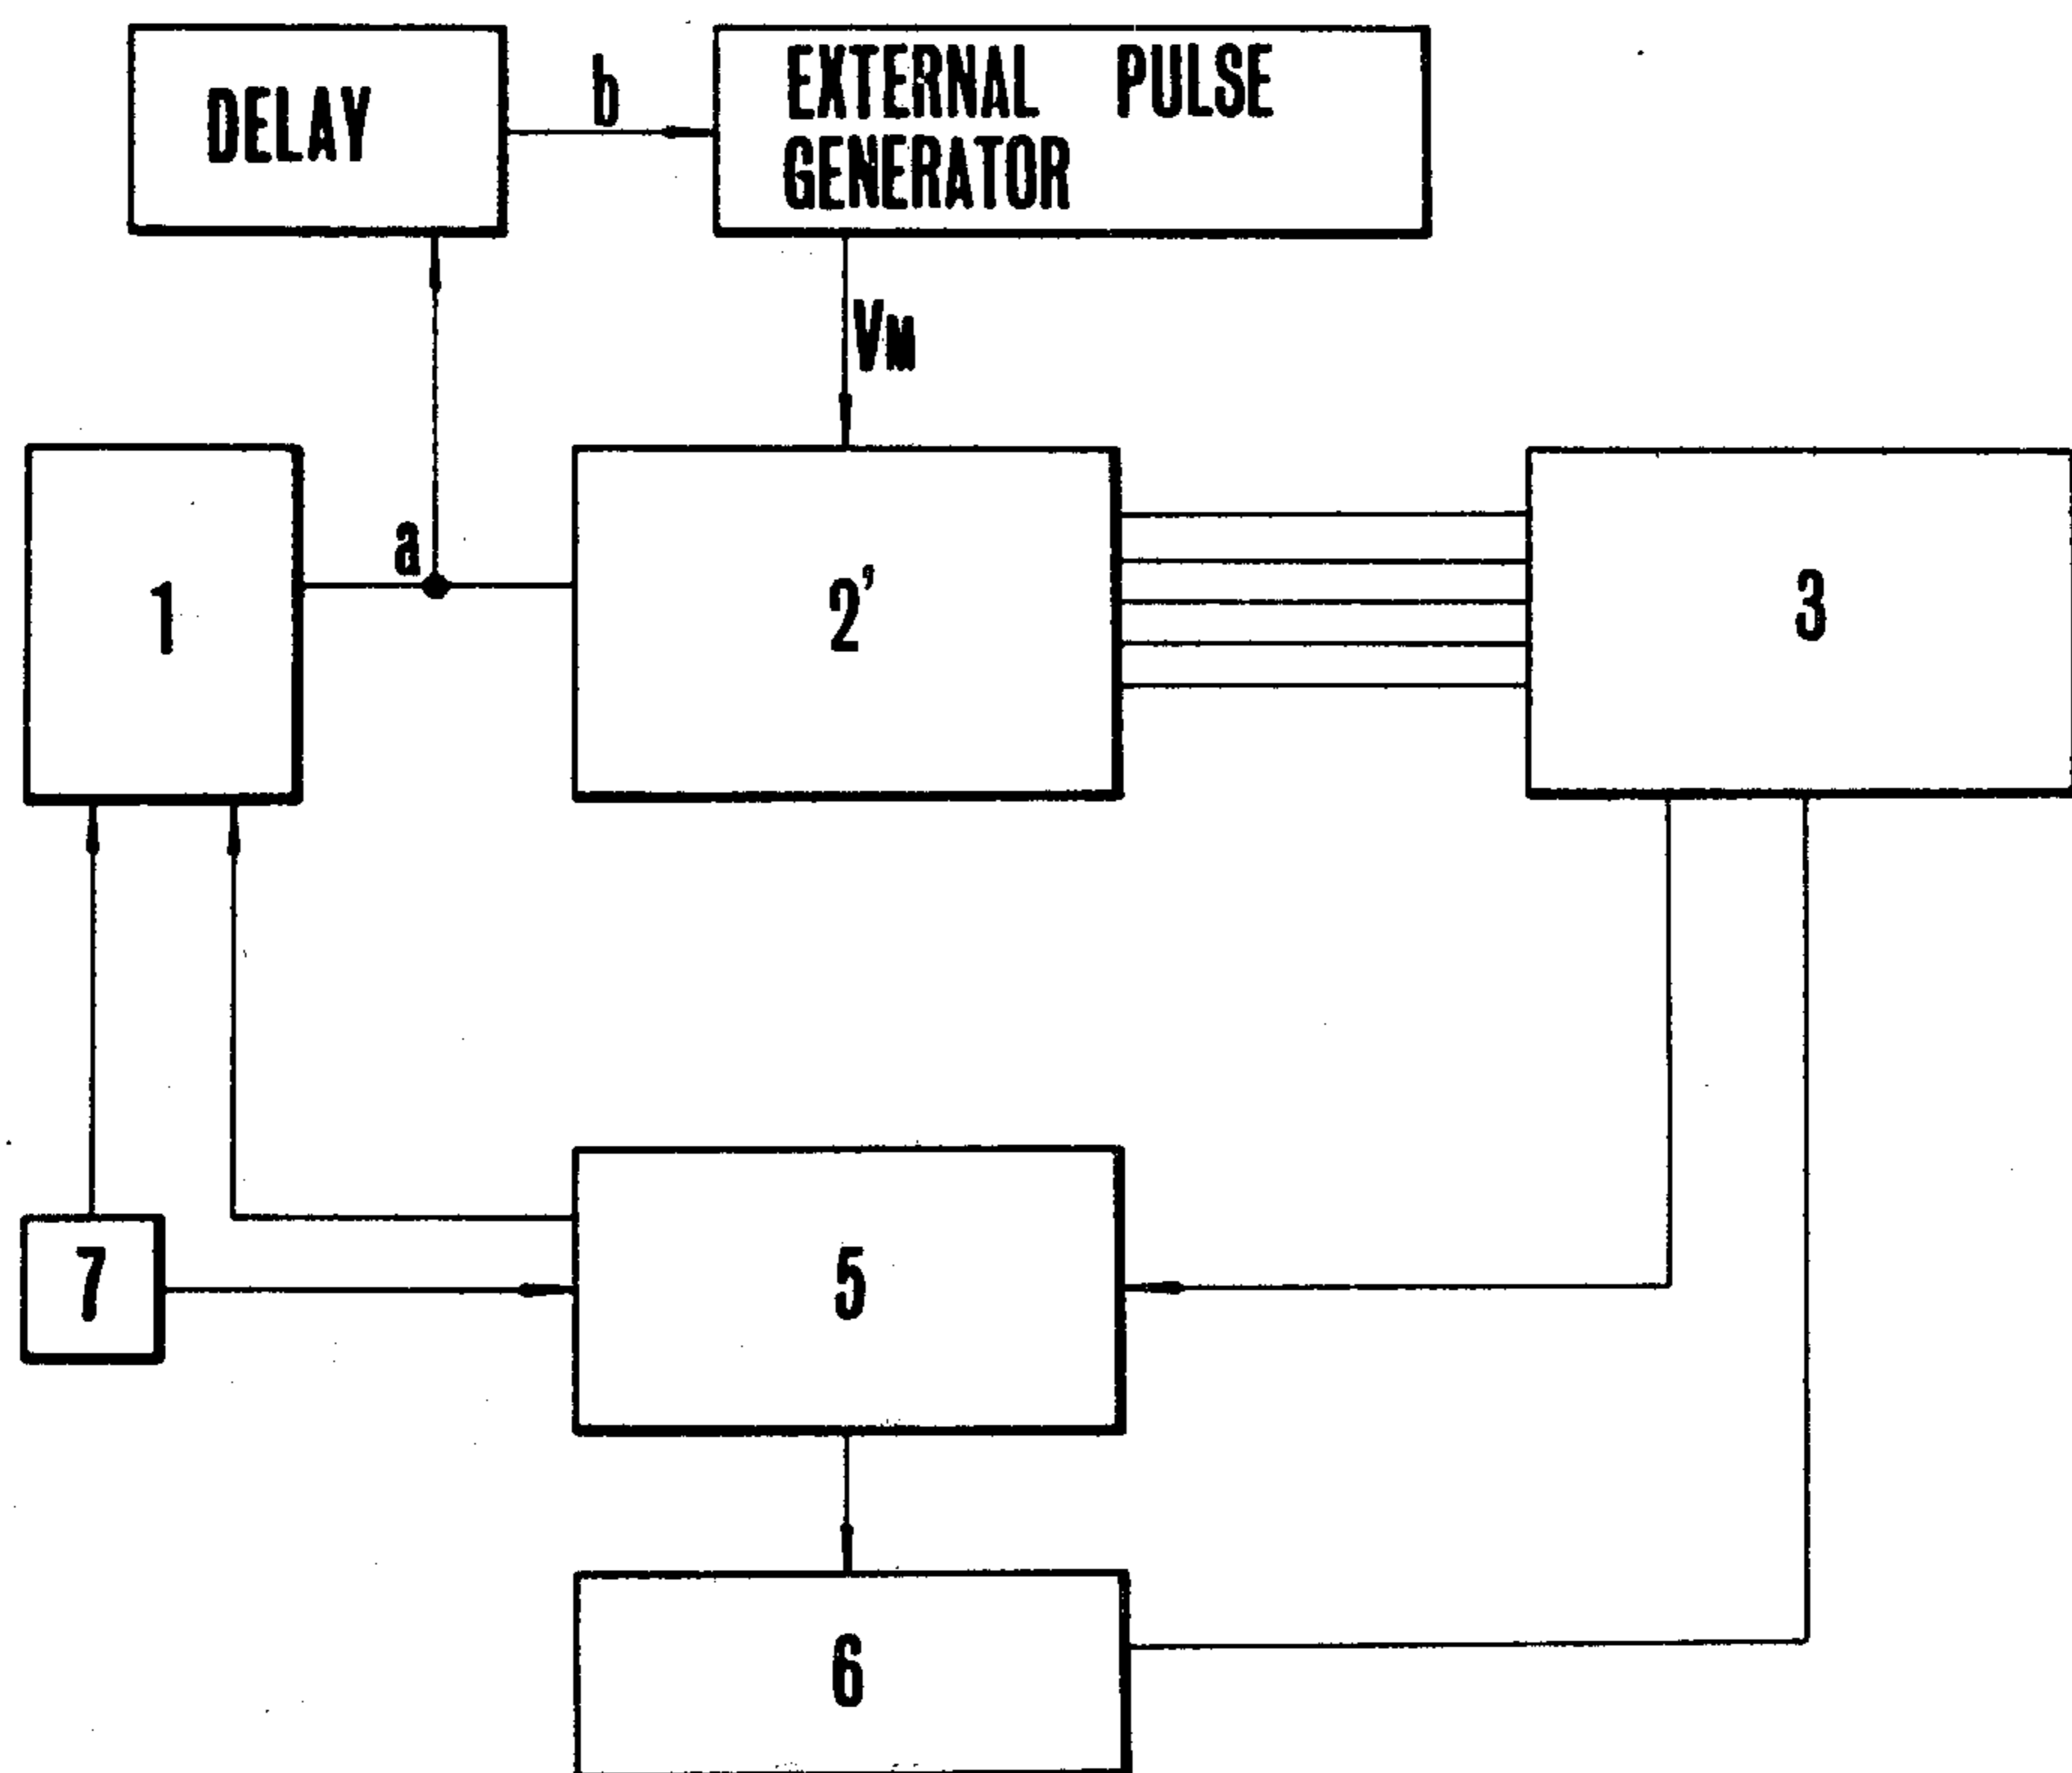 DELAY
b
EXTERNAL PULSE
GENERATOR
VM
a
1
2'
3
7
5
6